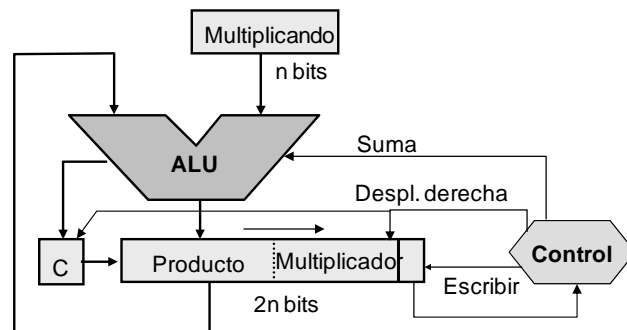 Multiplicando
n bits
Suma
ALU
Despl. derecha
C
Producto
Multiplicador
Control
Escribir
2n bits